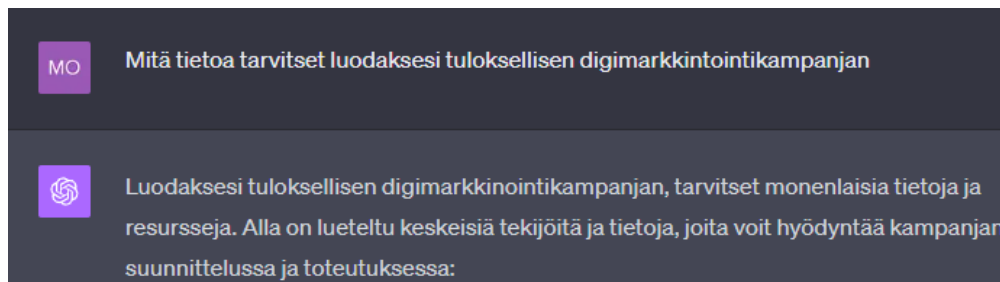 MO
Mitä tietoa tarvitset luodaksesi tuloksellisen digimarkkintointikampanjan
Luodaksesi tuloksellisen digimarkkinointikampanjan, tarvitset monenlaisia tietoja ja
resursseja. Alla on lueteltu keskeisiä tekijöitä ja tietoja, joita voit hyödyntää kampanjan
suunnittelussa ja toteutuksessa: